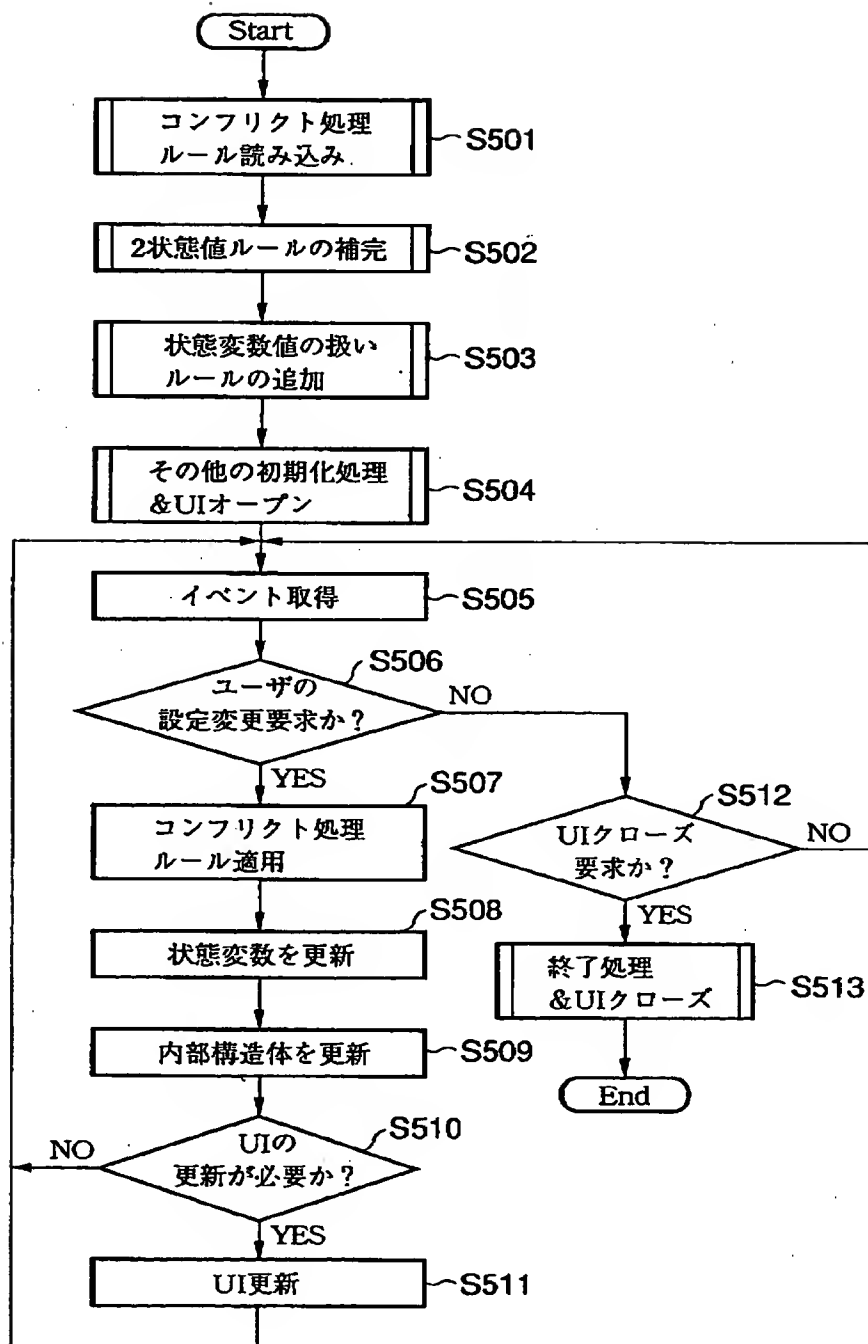 Start
コンフリクト処理
ルール読み込み
S501
2状態値ルールの補完
S502
状態変数値の扱い
ルールの追加
S503
その他の初期化処理
&UIオープン
S504
イベント取得
S505
S506
ユーザの
設定変更要求か?
NO
YES
S507
コンフリクト処理
ルール適用
S508
状態変数を更新
内部構造体を更新
S509
S510
UIの
更新が必要か?
NO
YES
UI更新
S511
S512
UIクローズ
要求か?
NO
YES
終了処理
&UIクローズ
S513
End